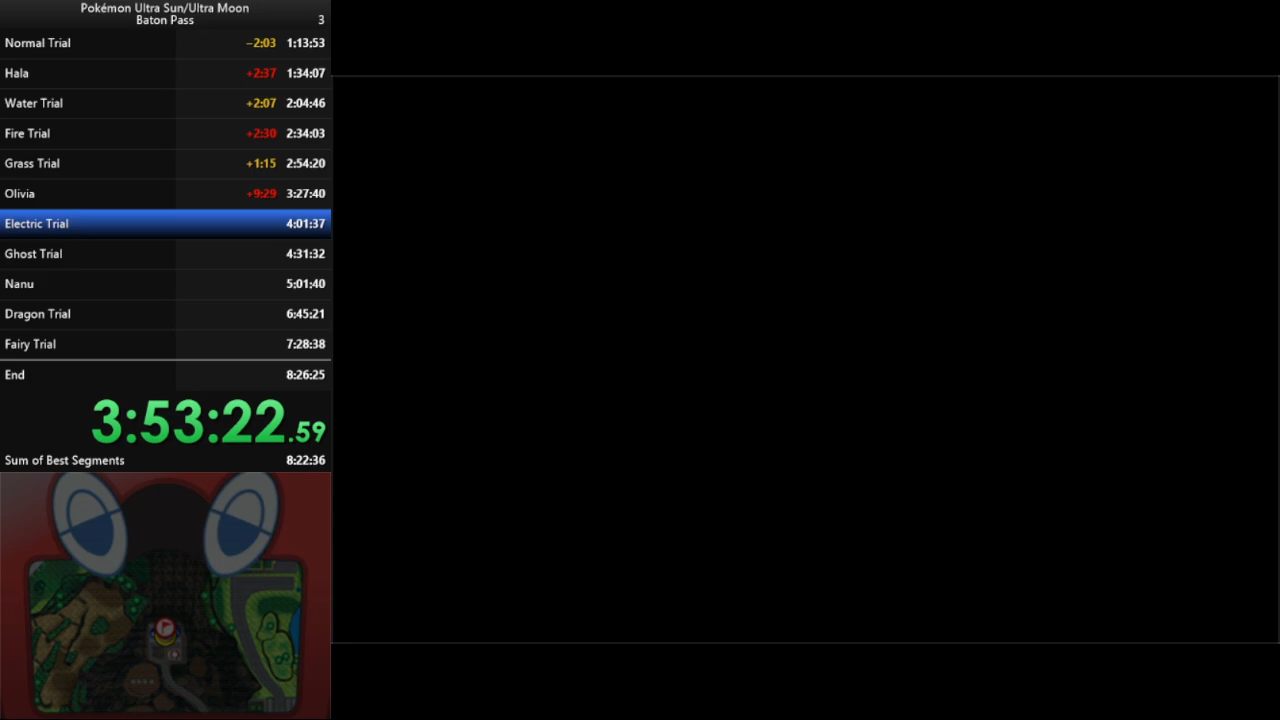 Pokémon Ultra Sun/Ultra Moon
Baton Pass 3
Normal Trial −2:03 1:13:53
Hala +2:37 1:34:07
Water Trial +2:07 2:04:46
Fire Trial +2:30 2:34:03
Grass Trial +1:15 2:54:20
Olivia +9:29 3:27:40
Electric Trial 4:01:37
Ghost Trial 4:31:32
Nanu 5:01:40
Dragon Trial 6:45:21
Fairy Trial 7:28:38
End 8:26:25
3:53:22.59
Sum of Best Segments 8:22:36